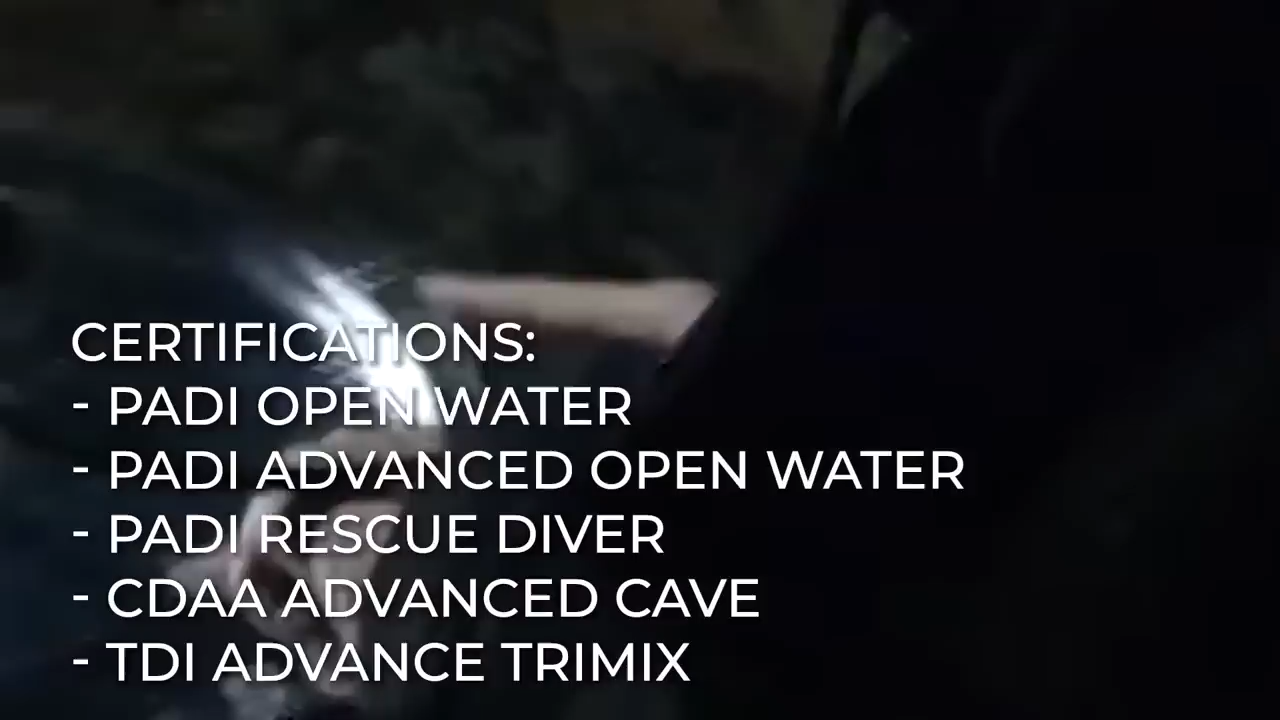 CERTIFICATIONS:
- PADI OPEN WATER
- PADI ADVANCED OPEN WATER
- PADI RESCUE DIVER
- CDAA ADVANCED CAVE
- TDI ADVANCE TRIMIX